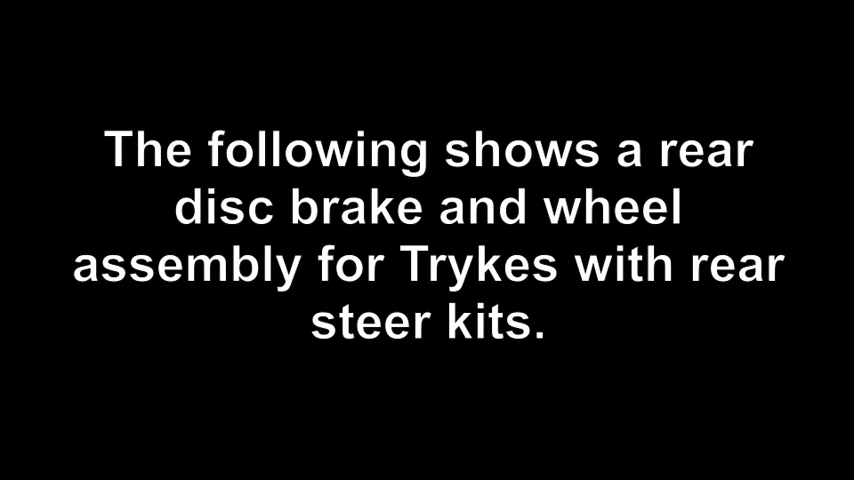 The following shows a rear
disc brake and wheel
assembly for Trykes with rear
steer kits.